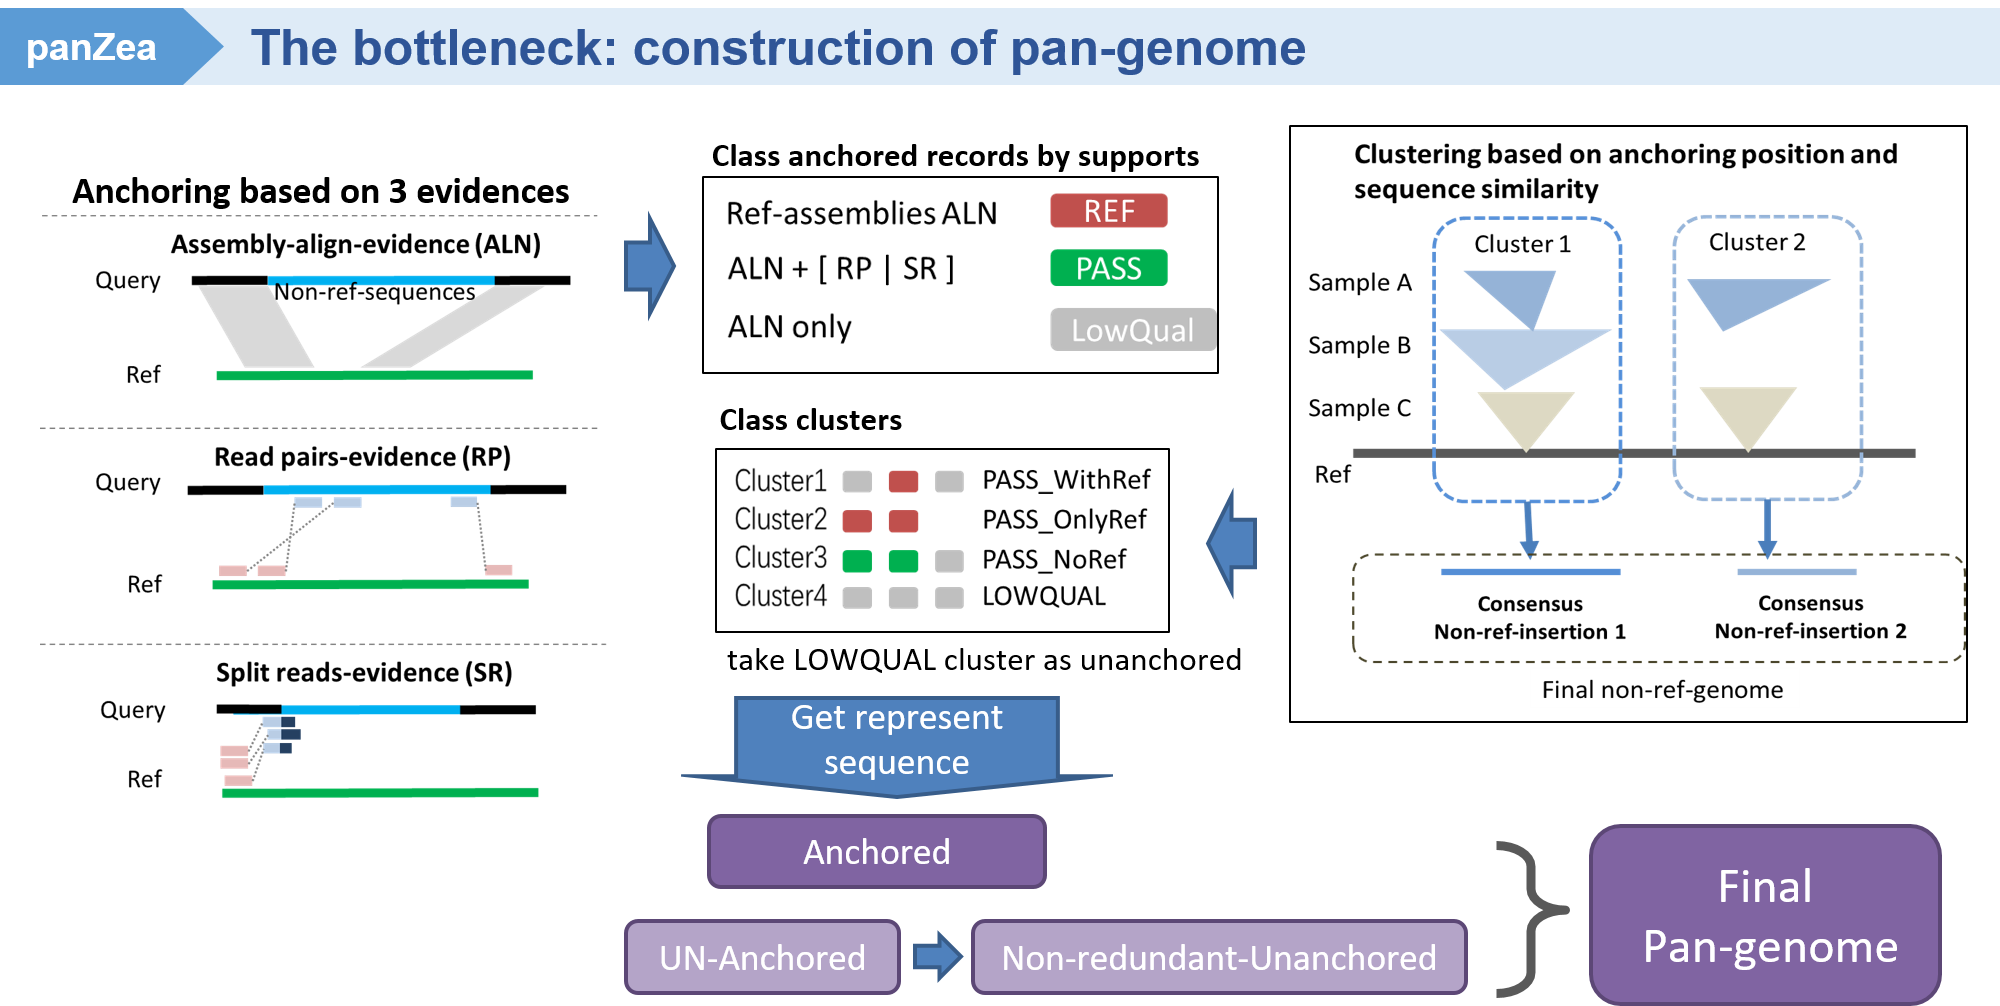 panZea
The bottleneck: construction of pan-genome
Anchoring based on 3 evidences
Assembly-align-evidence (ALN)
Query
Non-ref-sequences
Ref
Read pairs-evidence (RP)
Query
Ref
Split reads-evidence (SR)
Query
Ref
Class anchored records by supports
Ref-assemblies ALN REF
ALN + [ RP | SR ] PASS
ALN only LowQual
Class clusters
Cluster1 PASS_WithRef
Cluster2 PASS_OnlyRef
Cluster3 PASS_NoRef
Cluster4 LOWQUAL
take LOWQUAL cluster as unanchored
Get represent
sequence
Clustering based on anchoring position and
sequence similarity
Cluster 1
Cluster 2
Sample A
Sample B
Sample C
Ref
Consensus
Non-ref-insertion 1
Consensus
Non-ref-insertion 2
Final non-ref-genome
Anchored
UN-Anchored
Non-redundant-Unanchored
Final
Pan-genome